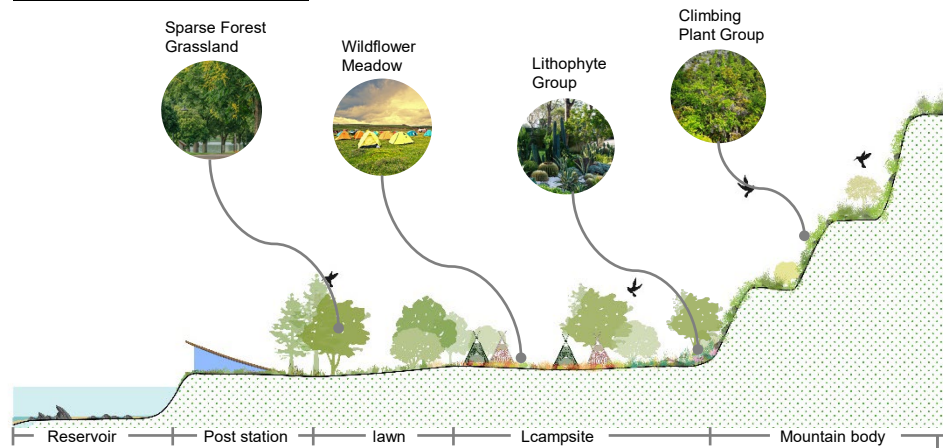 Sparse Forest
Grassland
Wildflower
Meadow
Lithophyte
Group
Climbing
Plant Group
Reservoir
Post station
lawn
Lcampsite
Mountain body